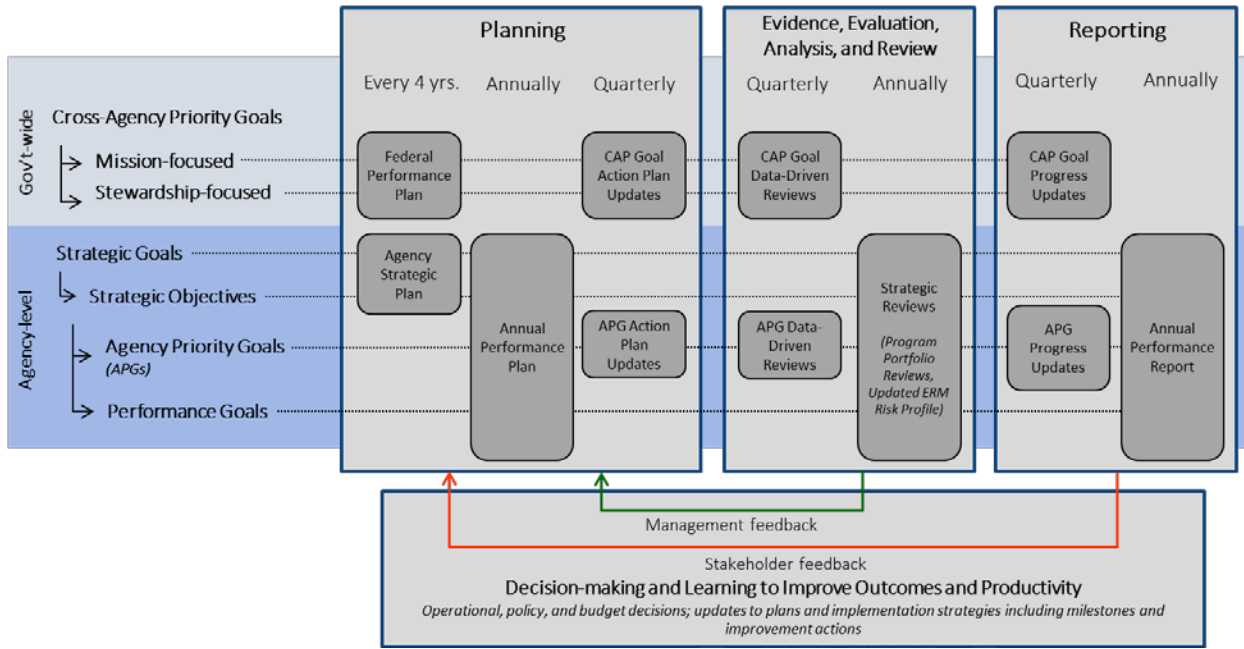 Planning
Evidence, Evaluation,
Analysis, and Review
Reporting
Every 4 yrs.
Annually
Quarterly
Quarterly
Annually
Quarterly
Annually
Gov't-wide
Cross-Agency Priority Goals
Mission-focused
Stewardship-focused
Federal
Performance
Plan
CAP Goal
Action Plan
Updates
CAP Goal
Data-Driven
Reviews
CAP Goal
Progress
Updates
Agency-level
Strategic Goals
Strategic Objectives
Agency Priority Goals
(APGs)
Performance Goals
Agency
Strategic
Plan
Annual
Performance
Plan
APG Action
Plan
Updates
APG Data-
Driven
Reviews
Strategic
Reviews
(Program
Portfolio
Reviews,
Updated ERM
Risk Profile)
APG
Progress
Updates
Annual
Performance
Report
Management feedback
Stakeholder feedback
Decision-making and Learning to Improve Outcomes and Productivity
Operational, policy, and budget decisions; updates to plans and implementation strategies including milestones and
improvement actions